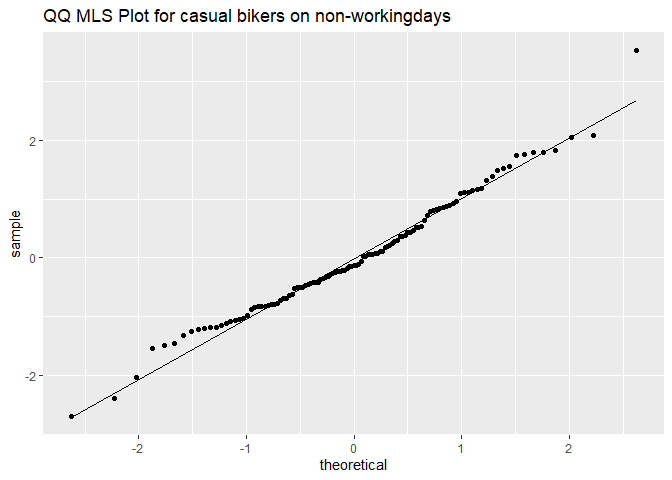 QQ MLS Plot for casual bikers on non-workingdays
2
0
-2
sample
-2
-1
0
1
2
theoretical